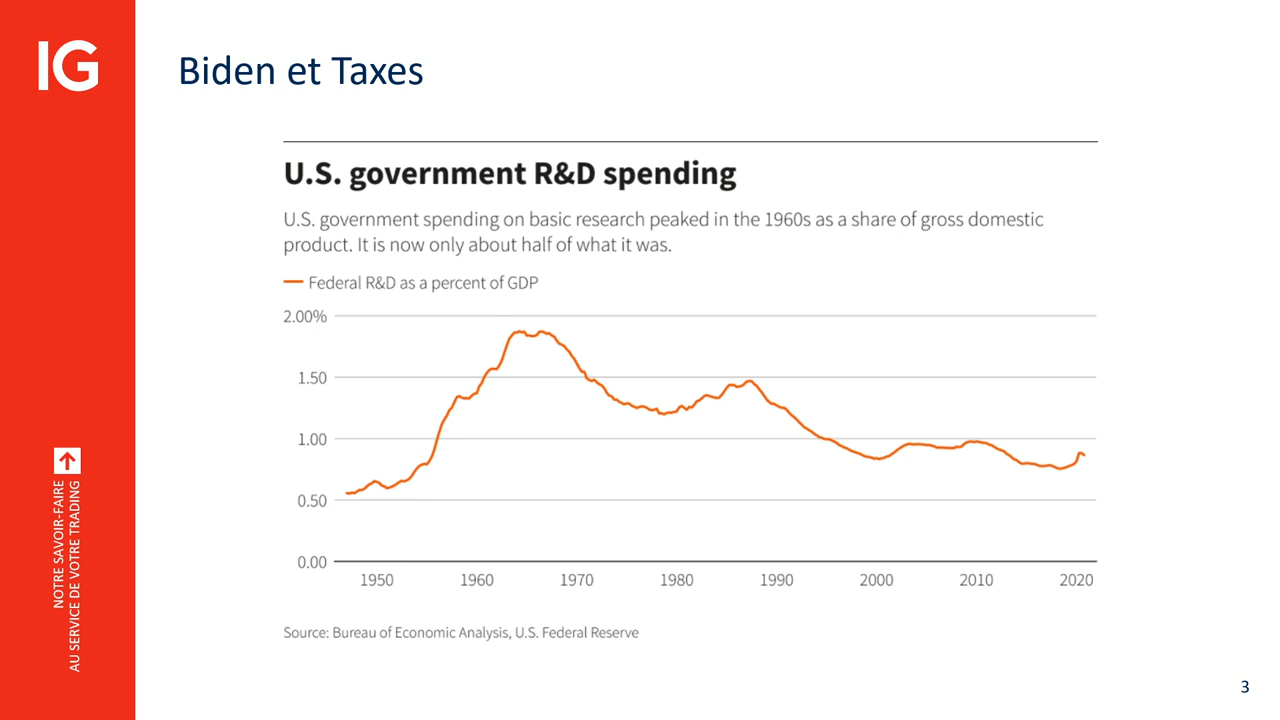 IG
Biden et Taxes
U.S. government R&D spending
U.S. government spending on basic research peaked in the 1960s as a share of gross domestic
product. It is now only about half of what it was.
Federal R&D as a percent of GDP
2.00%
1.50
1.00
0.50
0.00
1950 1960 1970 1980 1990 2000 2010 2020
Source: Bureau of Economic Analysis, U.S. Federal Reserve
NOTRE SAVOIR-FAIRE
AU SERVICE DE VOTRE TRADING
3